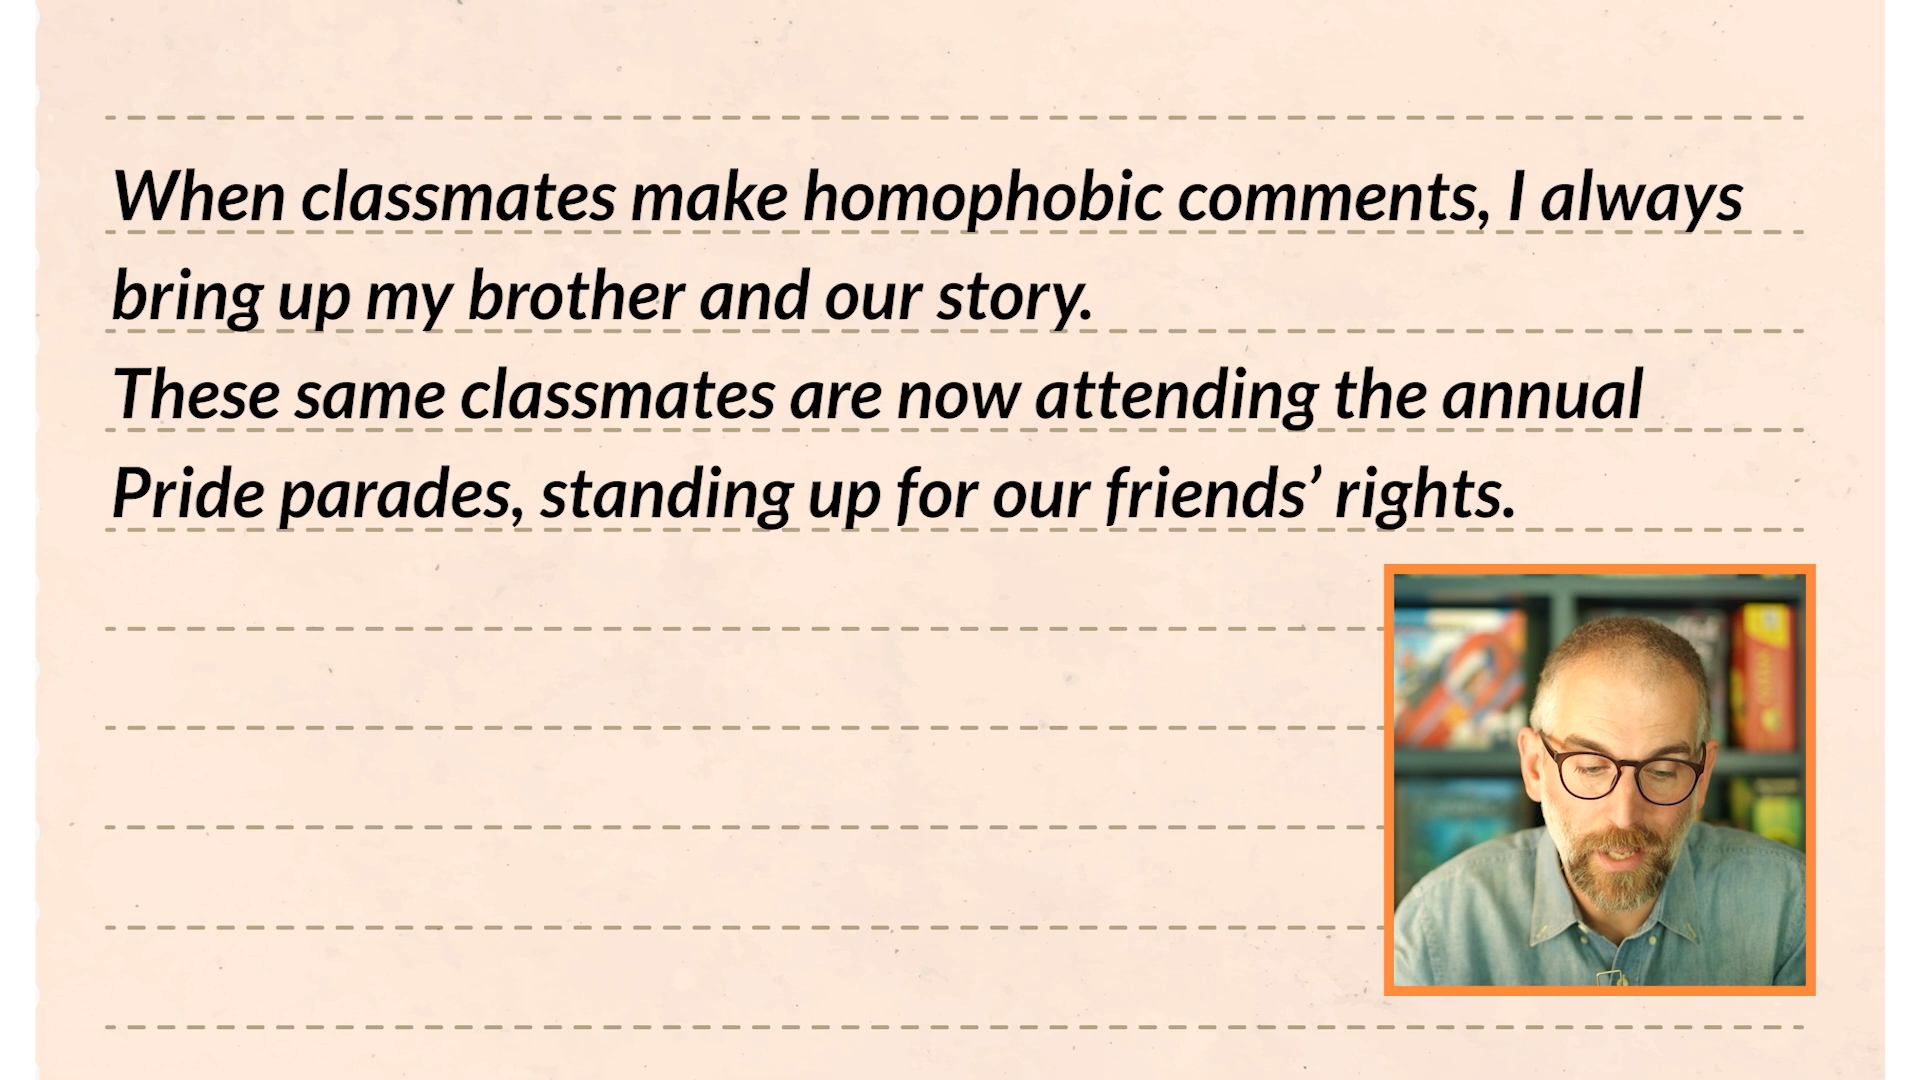 When classmates make homophobic comments, I always
bring up my brother and our story.
These same classmates are now attending the annual
Pride parades, standing up for our friends’ rights.